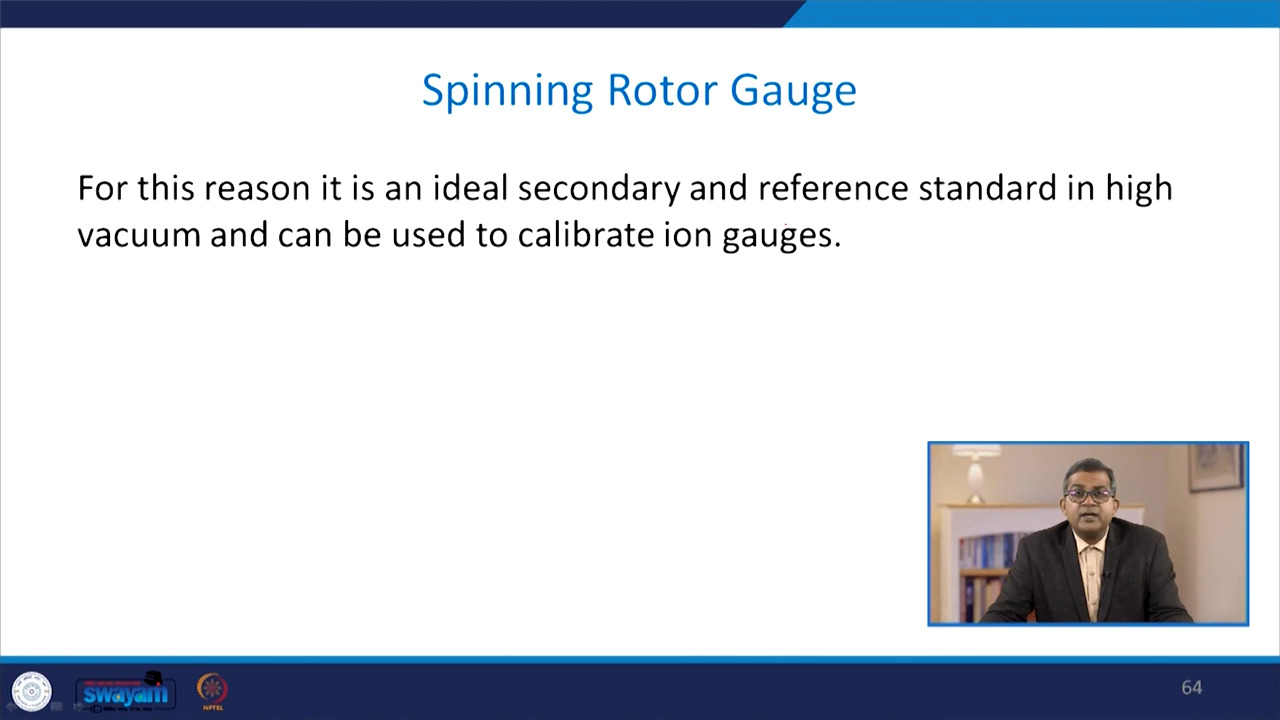 Spinning Rotor Gauge
For this reason it is an ideal secondary and reference standard in high
vacuum and can be used to calibrate ion gauges.
swayam
NPTEL
64